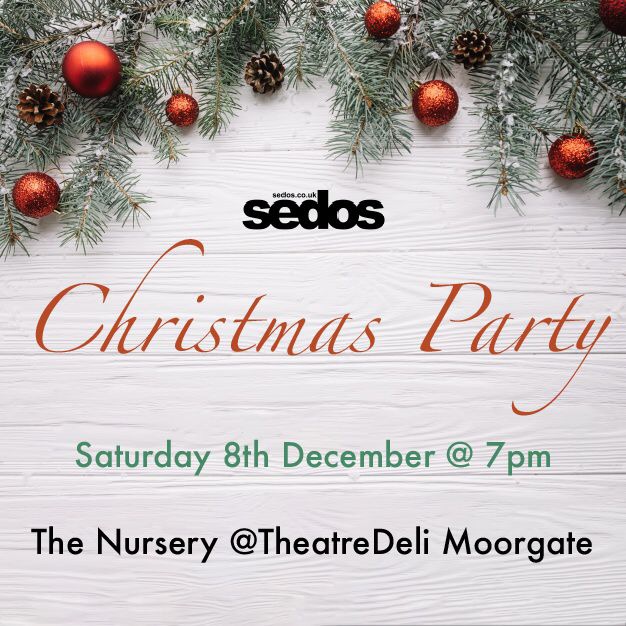 sedos.co.uk
sedos
Christmas Party
Saturday 8th December @ 7pm
The Nursery @TheatreDeli Moorgate